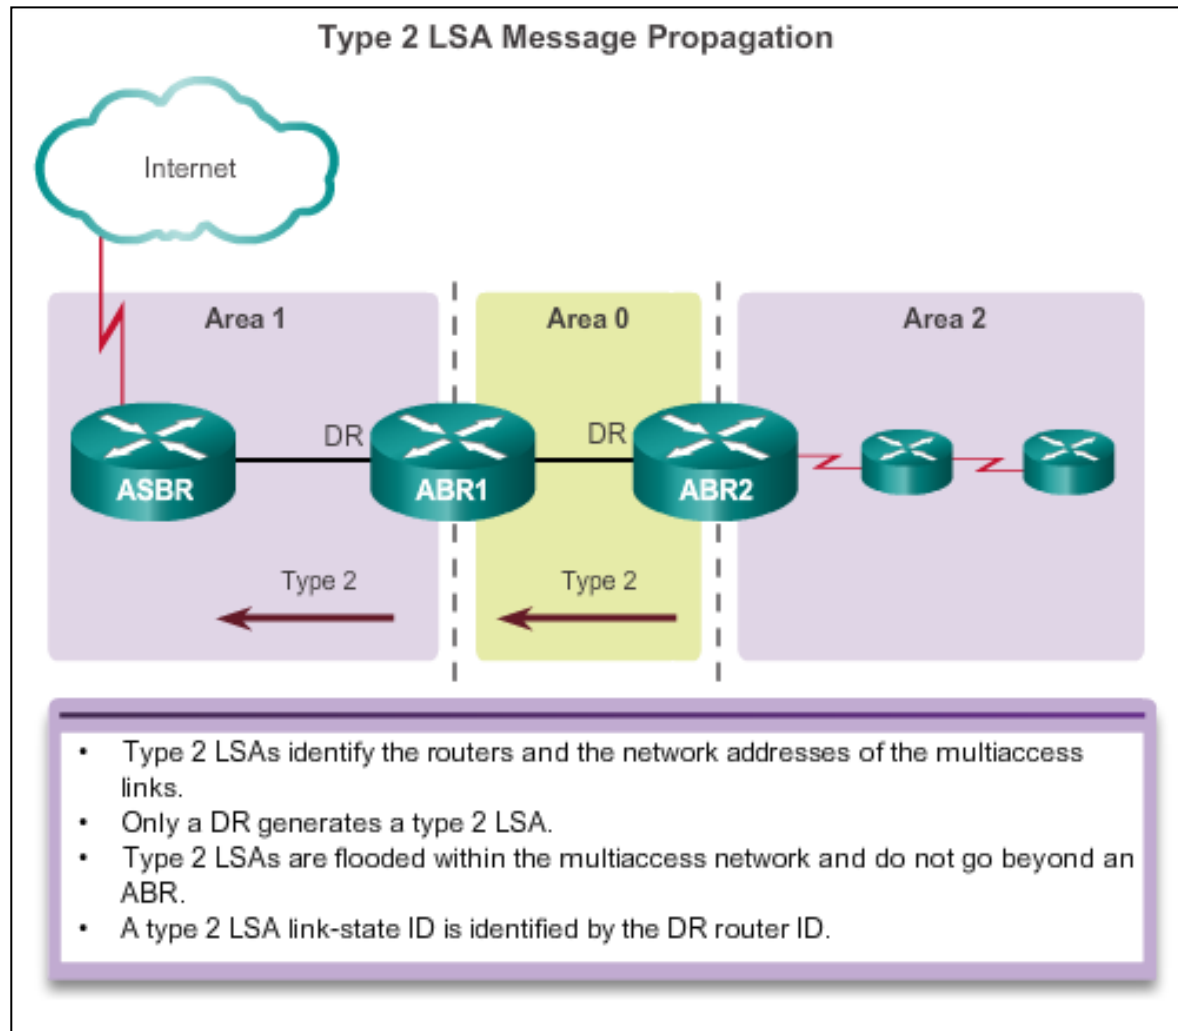 Type 2 LSA Message Propagation
Internet
Area 1
Area 0
Area 2
DR
DR
ASBR
ABR1
ABR2
Type 2
Type 2
• Type 2 LSAs identify the routers and the network addresses of the multiaccess
links.
• Only a DR generates a type 2 LSA.
• Type 2 LSAs are flooded within the multiaccess network and do not go beyond an
ABR.
• A type 2 LSA link-state ID is identified by the DR router ID.